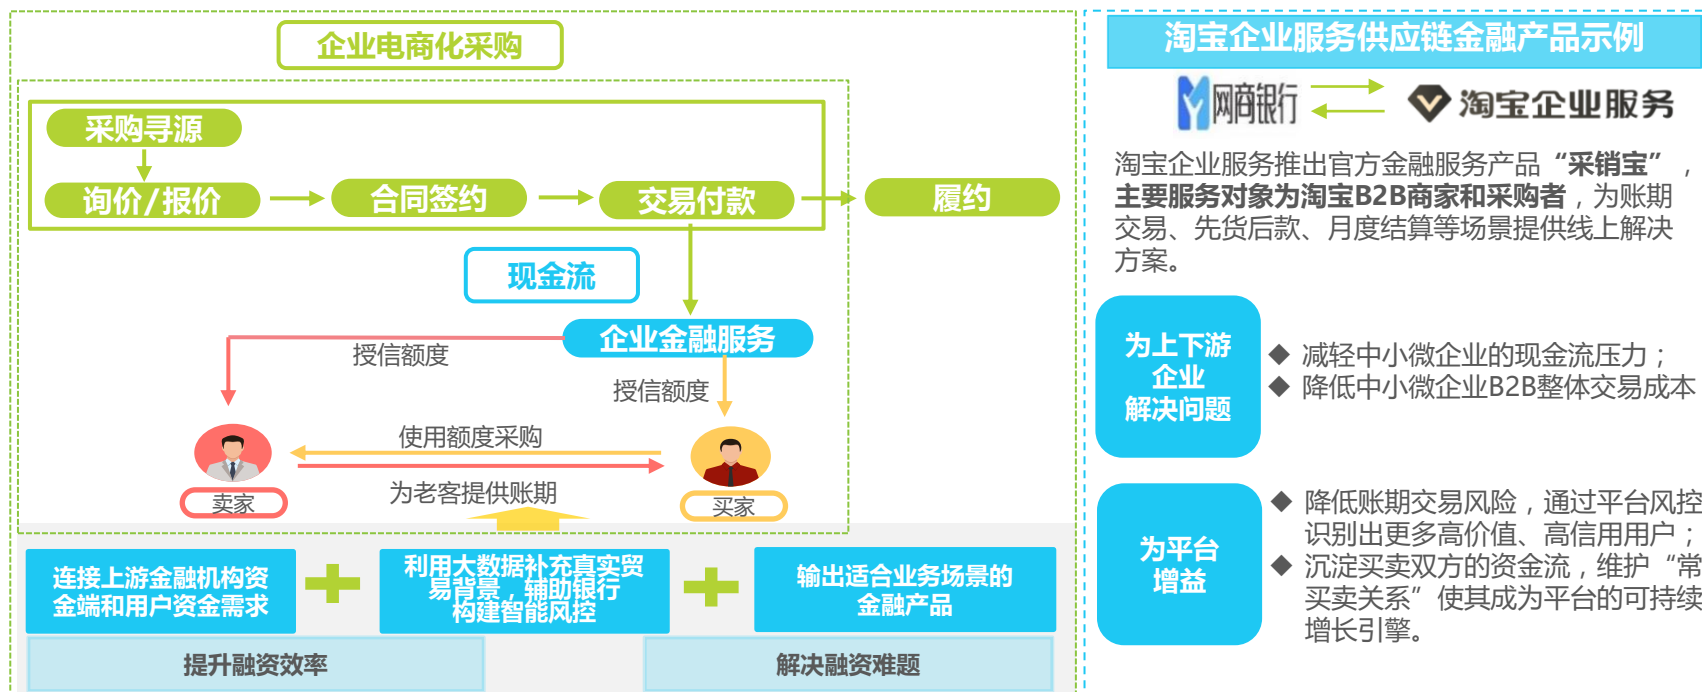 企业电商化采购
采购寻源
询价/报价
合同签约
交易付款
履约
现金流
企业金融服务
授信额度
授信额度
使用额度采购
为老客提供账期
卖家
买家
连接上游金融机构资
金端和用户资金需求
利用大数据补充真实贸
易背景，辅助银行
构建智能风控
输出适合业务场景的
金融产品
提升融资效率
解决融资难题
淘宝企业服务供应链金融产品示例
网商银行
淘宝企业服务
淘宝企业服务推出官方金融服务产品“采销宝”，
主要服务对象为淘宝B2B商家和采购者，为账期
交易、先货后款、月度结算等场景提供线上解决
方案。
为上下游
企业
解决问题
◆ 减轻中小微企业的现金流压力；
◆ 降低中小微企业B2B整体交易成本
为平台
增益
◆ 降低账期交易风险，通过平台风控
识别出更多高价值、高信用用户；
◆ 沉淀买卖双方的资金流，维护“常
买卖关系”使其成为平台的可持续
增长引擎。